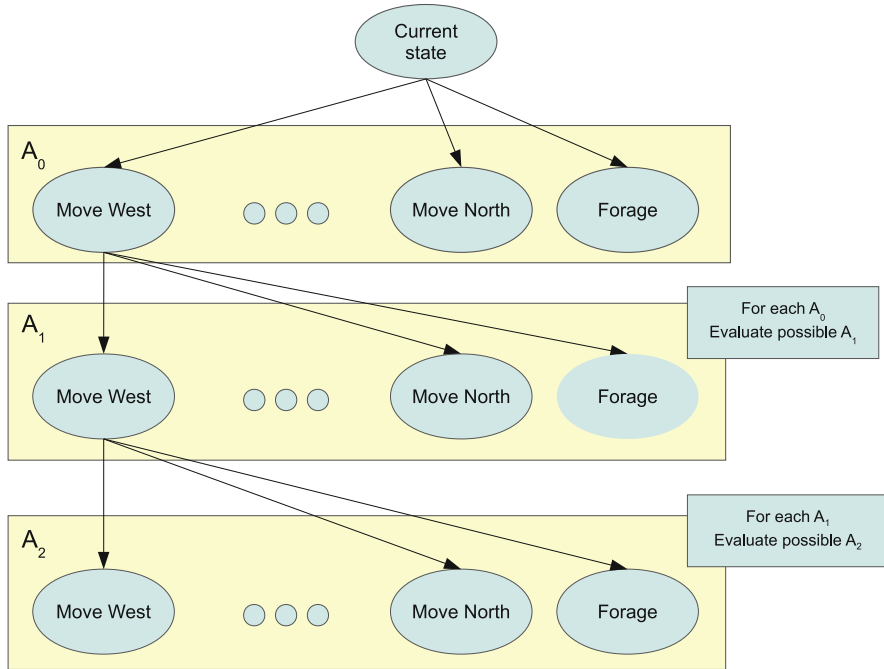 Current
state
A0
Move West
Move North
Forage
For each A0
Evaluate possible A1
A1
Move West
Move North
Forage
For each A1
Evaluate possible A2
A2
Move West
Move North
Forage